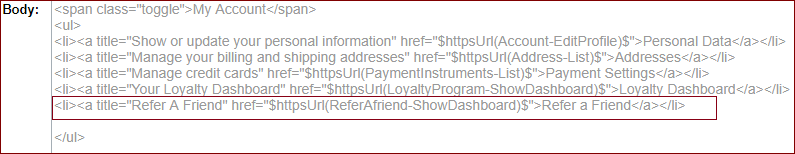 Body: <span class="toggle">My Account</span>
<ul>
<li><a title="Show or update your personal information" href="$httpsUrl(Account-EditProfile)$">Personal Data</a></li>
<li><a title="Manage your billing and shipping addresses" href="$httpsUrl(Address-List)$">Addresses</a></li>
<li><a title="Manage credit cards" href="$httpsUrl(PaymentInstruments-List)$">Payment Settings</a></li>
<li><a title="Your Loyalty Dashboard" href="$httpsUrl(LoyaltyProgram-ShowDashboard)$">Loyalty Dashboard</a></li>
<li><a title="Refer A Friend" href="$httpsUrl(ReferAfriend-ShowDashboard)$">Refer a Friend</a></li>
</ul>